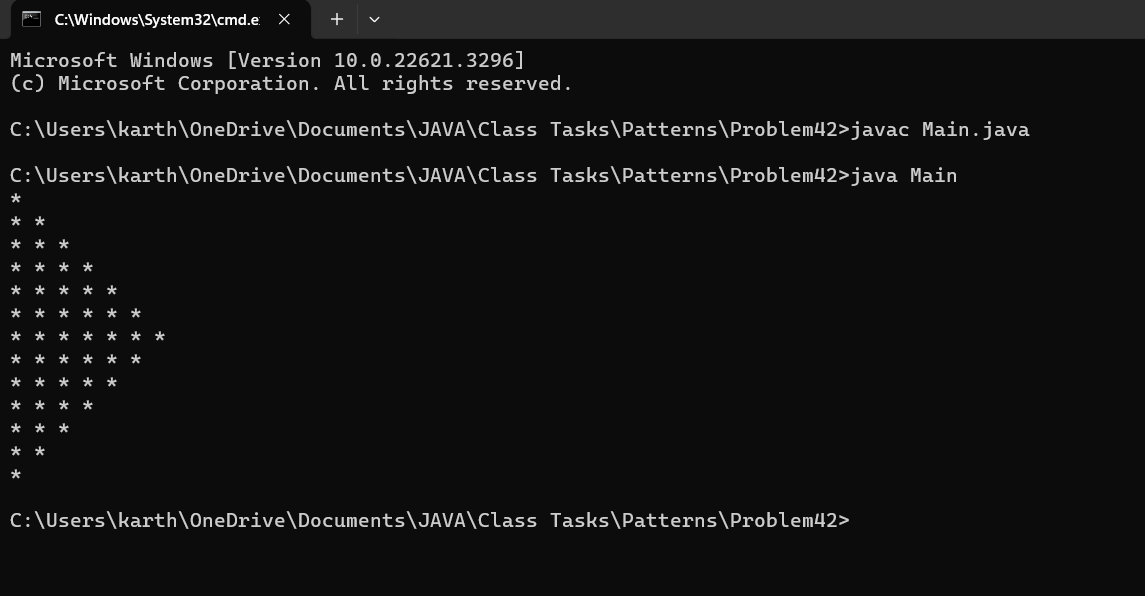 C:\Windows\System32\cmd.e
Microsoft Windows [Version 10.0.22621.3296]
(c) Microsoft Corporation. All rights reserved.
C:\Users\karth\OneDrive\Documents\JAVA\Class Tasks\Patterns\Problem42>javac Main.java
C:\Users\karth\OneDrive\Documents\JAVA\Class Tasks\Patterns\Problem42>java Main
*
* *
* * *
* * * *
* * * * *
* * * * * *
* * * * * * *
* * * * * *
* * * * *
* * * *
* * *
* *
*
C:\Users\karth\OneDrive\Documents\JAVA\Class Tasks\Patterns\Problem42>